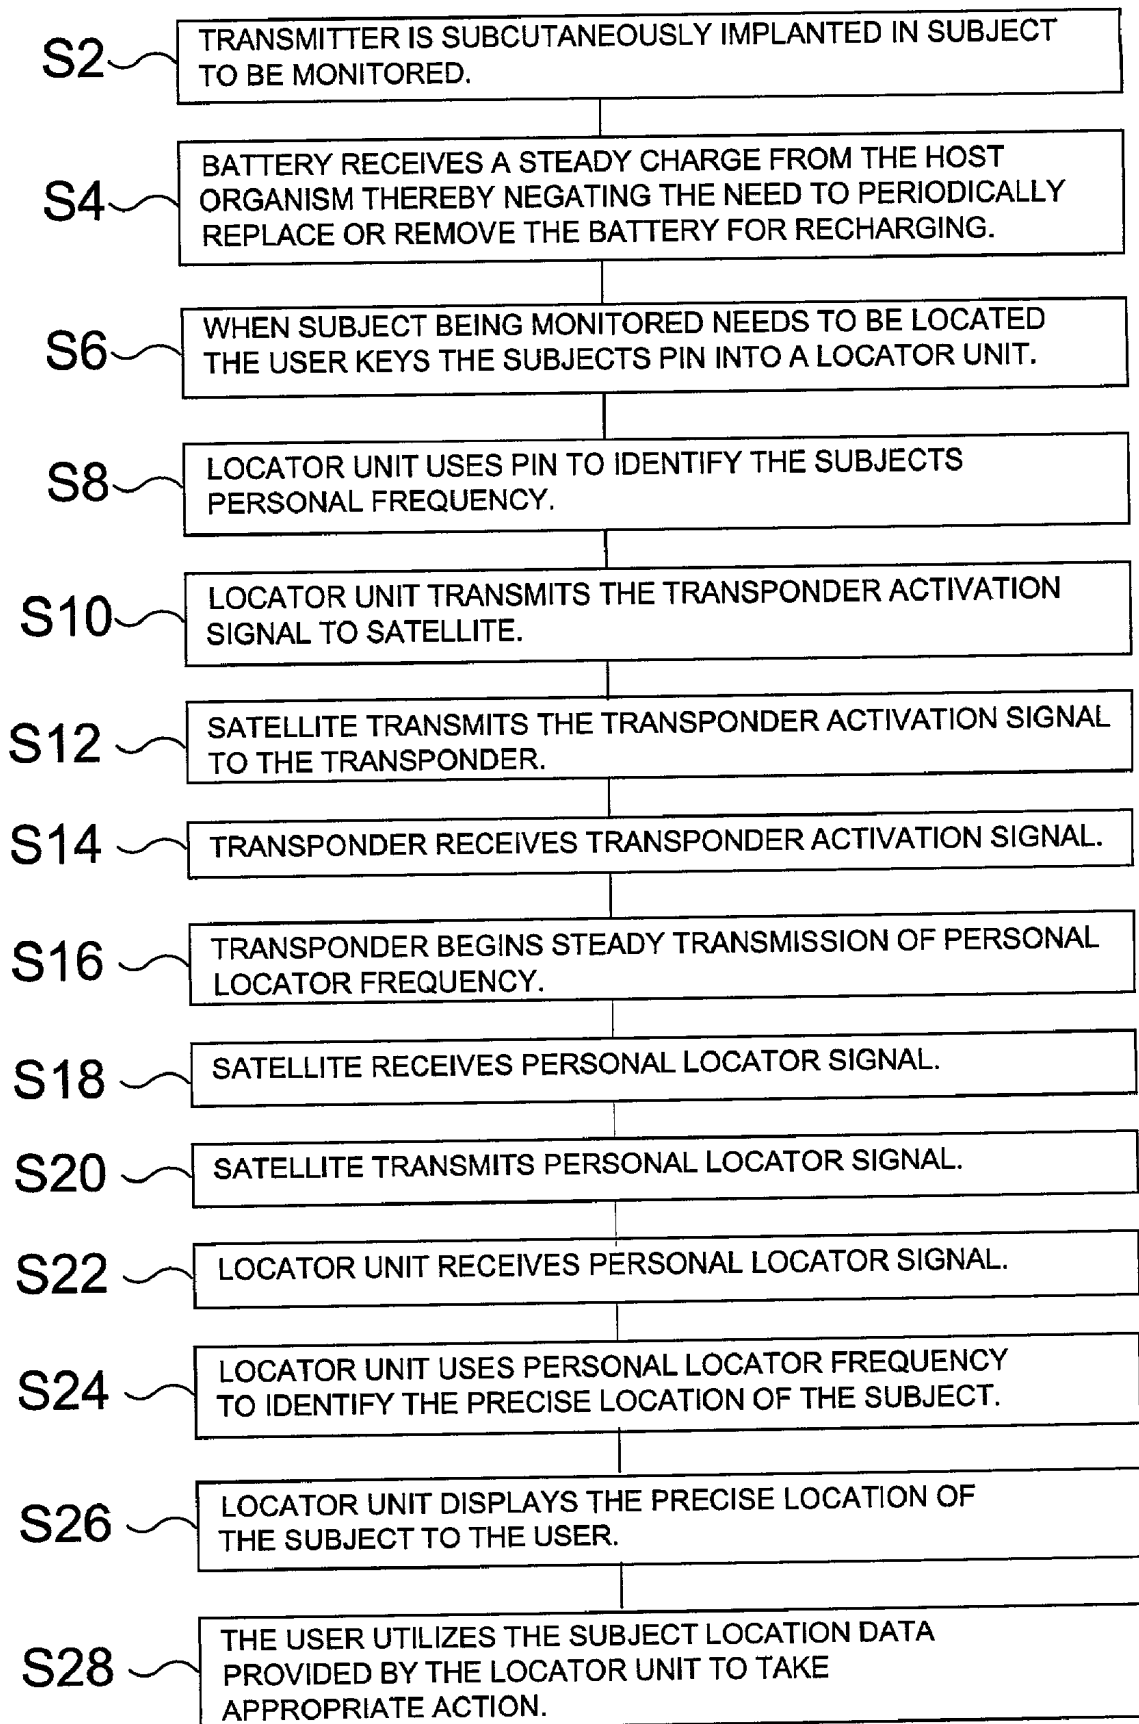 S2
TRANSMITTER IS SUBCUTANEOUSLY IMPLANTED IN SUBJECT
TO BE MONITORED.
S4
BATTERY RECEIVES A STEADY CHARGE FROM THE HOST
ORGANISM THEREBY NEGATING THE NEED TO PERIODICALLY
REPLACE OR REMOVE THE BATTERY FOR RECHARGING.
S6
WHEN SUBJECT BEING MONITORED NEEDS TO BE LOCATED
THE USER KEYS THE SUBJECTS PIN INTO A LOCATOR UNIT.
S8
LOCATOR UNIT USES PIN TO IDENTIFY THE SUBJECTS
PERSONAL FREQUENCY.
S10
LOCATOR UNIT TRANSMITS THE TRANSPONDER ACTIVATION
SIGNAL TO SATELLITE.
S12
SATELLITE TRANSMITS THE TRANSPONDER ACTIVATION SIGNAL
TO THE TRANSPONDER.
S14
TRANSPONDER RECEIVES TRANSPONDER ACTIVATION SIGNAL.
S16
TRANSPONDER BEGINS STEADY TRANSMISSION OF PERSONAL
LOCATOR FREQUENCY.
S18
SATELLITE RECEIVES PERSONAL LOCATOR SIGNAL.
S20
SATELLITE TRANSMITS PERSONAL LOCATOR SIGNAL.
S22
LOCATOR UNIT RECEIVES PERSONAL LOCATOR SIGNAL.
S24
LOCATOR UNIT USES PERSONAL LOCATOR FREQUENCY
TO IDENTIFY THE PRECISE LOCATION OF THE SUBJECT.
S26
LOCATOR UNIT DISPLAYS THE PRECISE LOCATION OF
THE SUBJECT TO THE USER.
S28
THE USER UTILIZES THE SUBJECT LOCATION DATA
PROVIDED BY THE LOCATOR UNIT TO TAKE
APPROPRIATE ACTION.